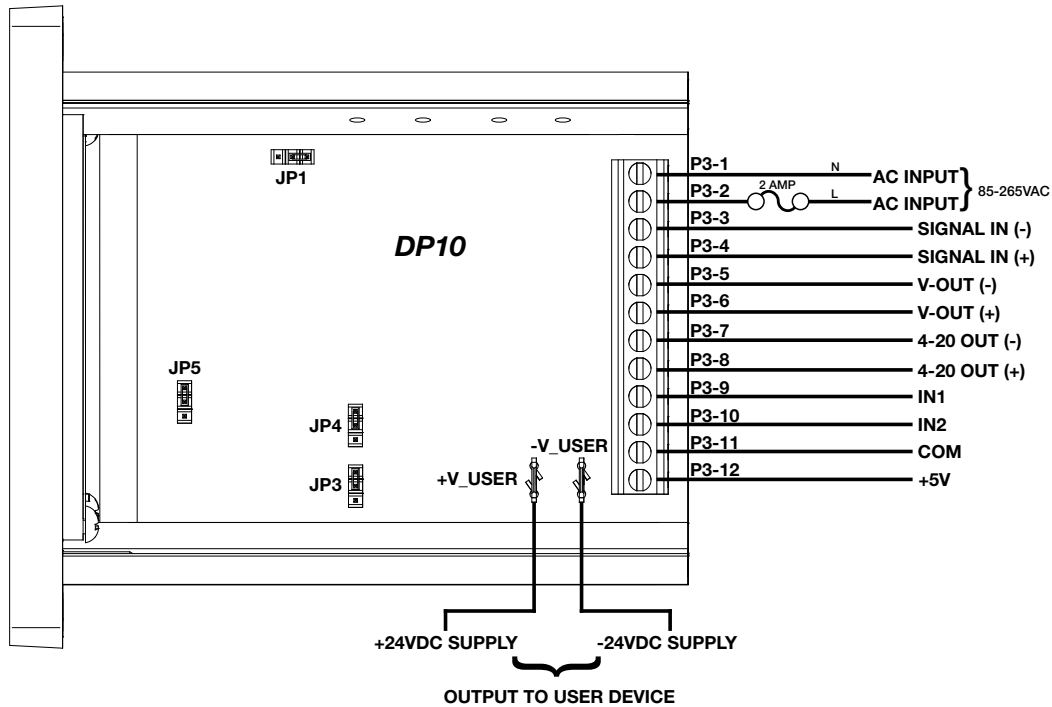 JP1
DP10
JP5
JP4
JP3
-V_USER
+V_USER
P3-1 N AC INPUT
P3-2 2 AMP L AC INPUT
85-265VAC
P3-3 SIGNAL IN (-)
P3-4 SIGNAL IN (+)
P3-5 V-OUT (-)
P3-6 V-OUT (+)
P3-7 4-20 OUT (-)
P3-8 4-20 OUT (+)
P3-9 IN1
P3-10 IN2
P3-11 COM
P3-12 +5V
+24VDC SUPPLY -24VDC SUPPLY
OUTPUT TO USER DEVICE